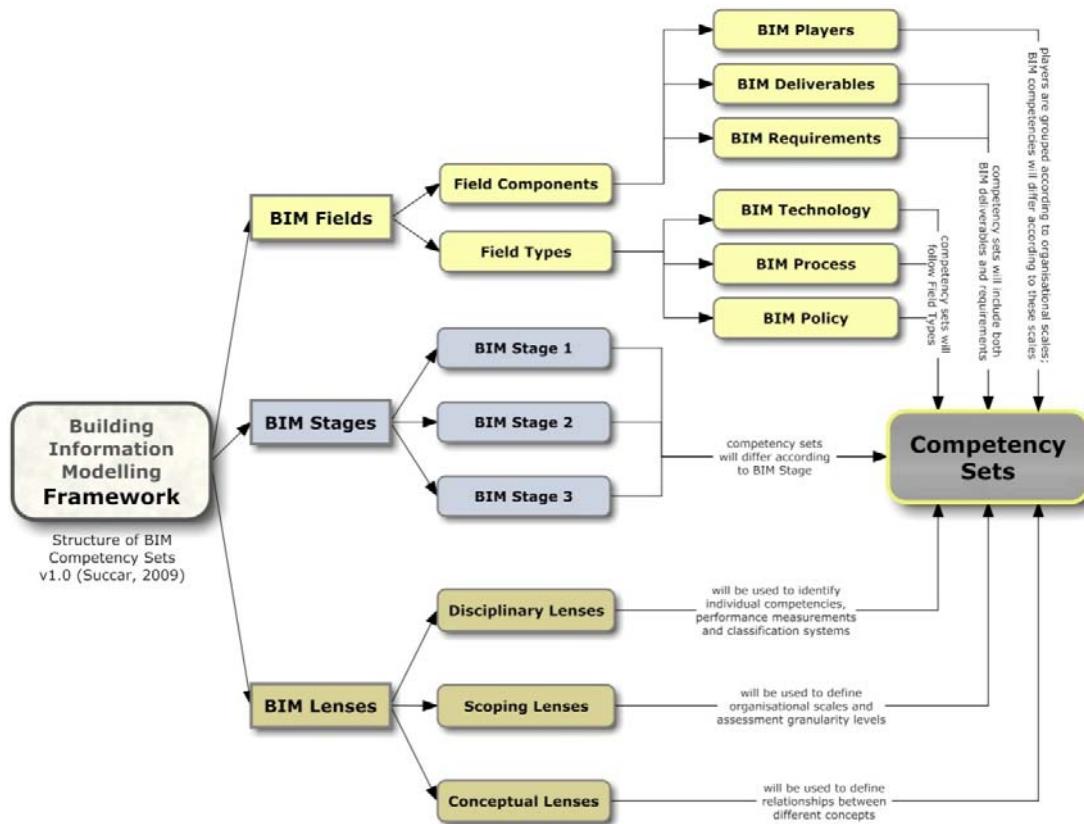 Building
Information
Modelling
Framework
Structure of BIM
Competency Sets
v1.0 (Succar, 2009)
BIM Fields
Field Components
Field Types
BIM Players
BIM Deliverables
BIM Requirements
BIM Technology
BIM Process
BIM Policy
competency sets will
follow Field Types
competency sets will include both
BIM deliverables and requirements
players are grouped according to organisational scales;
BIM competencies will differ according to these scales
BIM Stages
BIM Stage 1
BIM Stage 2
BIM Stage 3
competency sets
will differ according
to BIM Stage
Competency
Sets
BIM Lenses
Disciplinary Lenses
will be used to identify
individual competencies,
performance measurements
and classification systems
Scoping Lenses
will be used to define
organisational scales and
assessment granularity levels
Conceptual Lenses
will be used to define
relationships between
different concepts